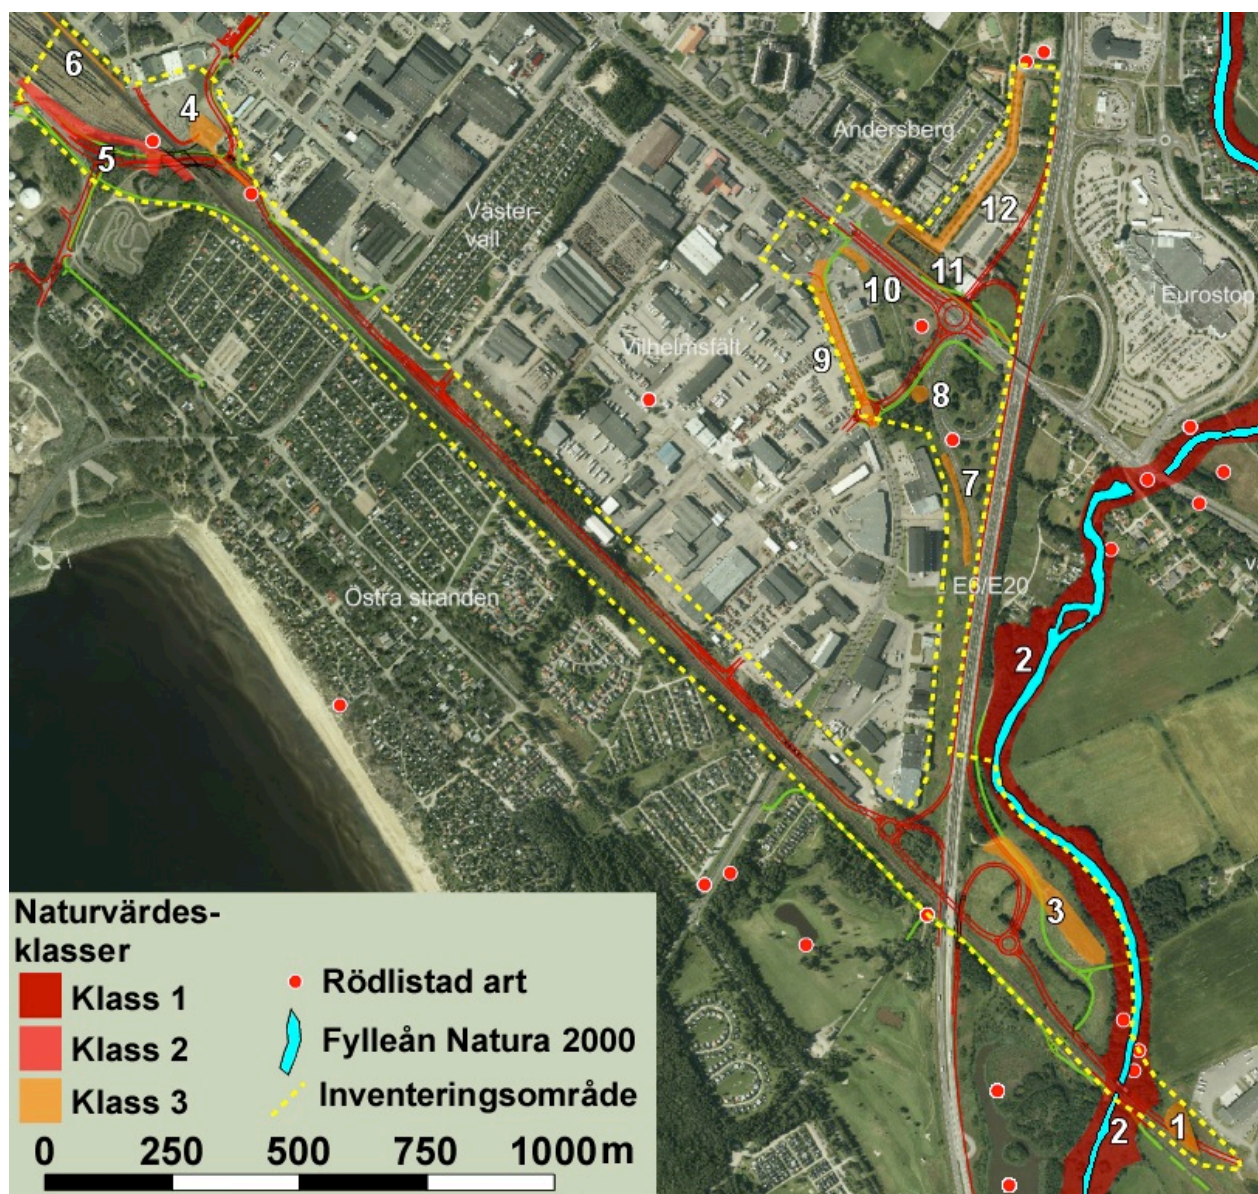 6
4
5
Andersberg
Väster-
vall
12
11
10
Eurostop
Vilhelmsfält
9
8
7
E6/E20
Östra stranden
2
3
2
1
Naturvärdes-
klasser
Klass 1
Klass 2
Klass 3
Rödlistad art
Fylleån Natura 2000
Inventeringsområde
0 250 500 750 1000 m